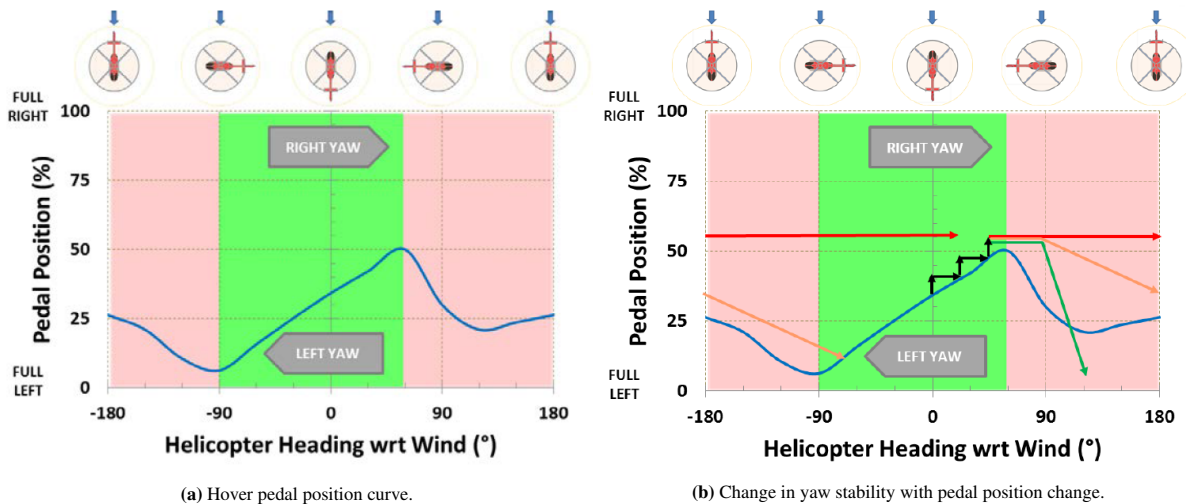 FULL
RIGHT
100
75
50
25
0
FULL
LEFT
Pedal Position (%)
RIGHT YAW
LEFT YAW
-180
-90
0
90
180
Helicopter Heading wrt Wind (°)
(a) Hover pedal position curve.
FULL
RIGHT
100
75
50
25
0
FULL
LEFT
Pedal Position (%)
RIGHT YAW
LEFT YAW
-180
-90
0
90
180
Helicopter Heading wrt Wind (°)
(b) Change in yaw stability with pedal position change.